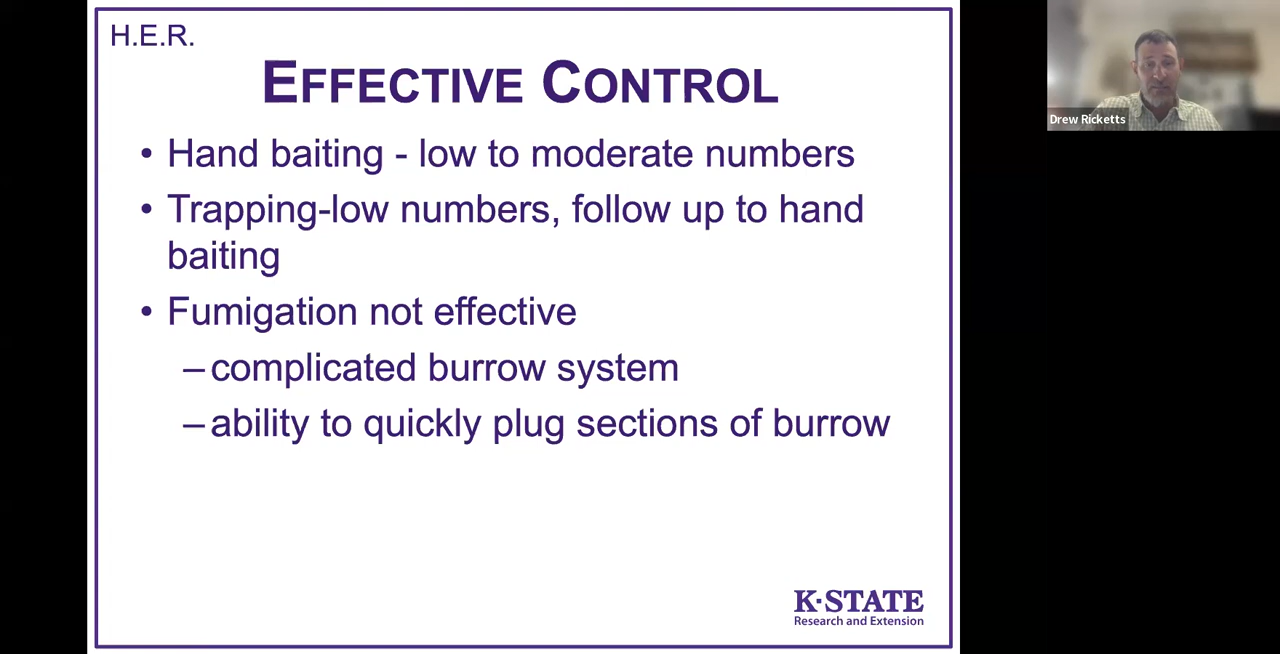 H.E.R.
EFFECTIVE CONTROL
• Hand baiting - low to moderate numbers
• Trapping-low numbers, follow up to hand
baiting
• Fumigation not effective
–complicated burrow system
–ability to quickly plug sections of burrow
K·STATE
Research and Extension
Drew Ricketts